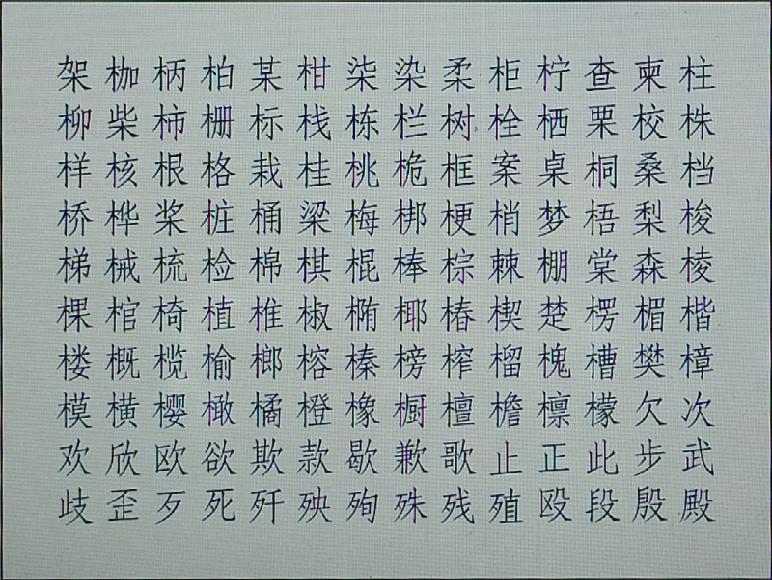 架枷柄柏某柑柒染柔柜柠查柬柱
柳柴柿栅标栈栋栏树栓栖栗校株
样核根格栽桂桃桅框案桌桐桑档
桥桦桨桩桶梁梅梆梗梢梦梧梨梭
梯械梳检棉棋棍棒棕棘棚棠森棱
棵棺椅植椎椒椭椰椿楔楚楞楣楷
楼概榄榆榔榕榛榜榨榴槐槽樊樟
模横樱橄橘橙橡橱檀檐檩檬欠次
欢欣欧欲欺款歇歉歌止正此步武
歧歪歹死歼殃殉殊残殖殴段殷殿